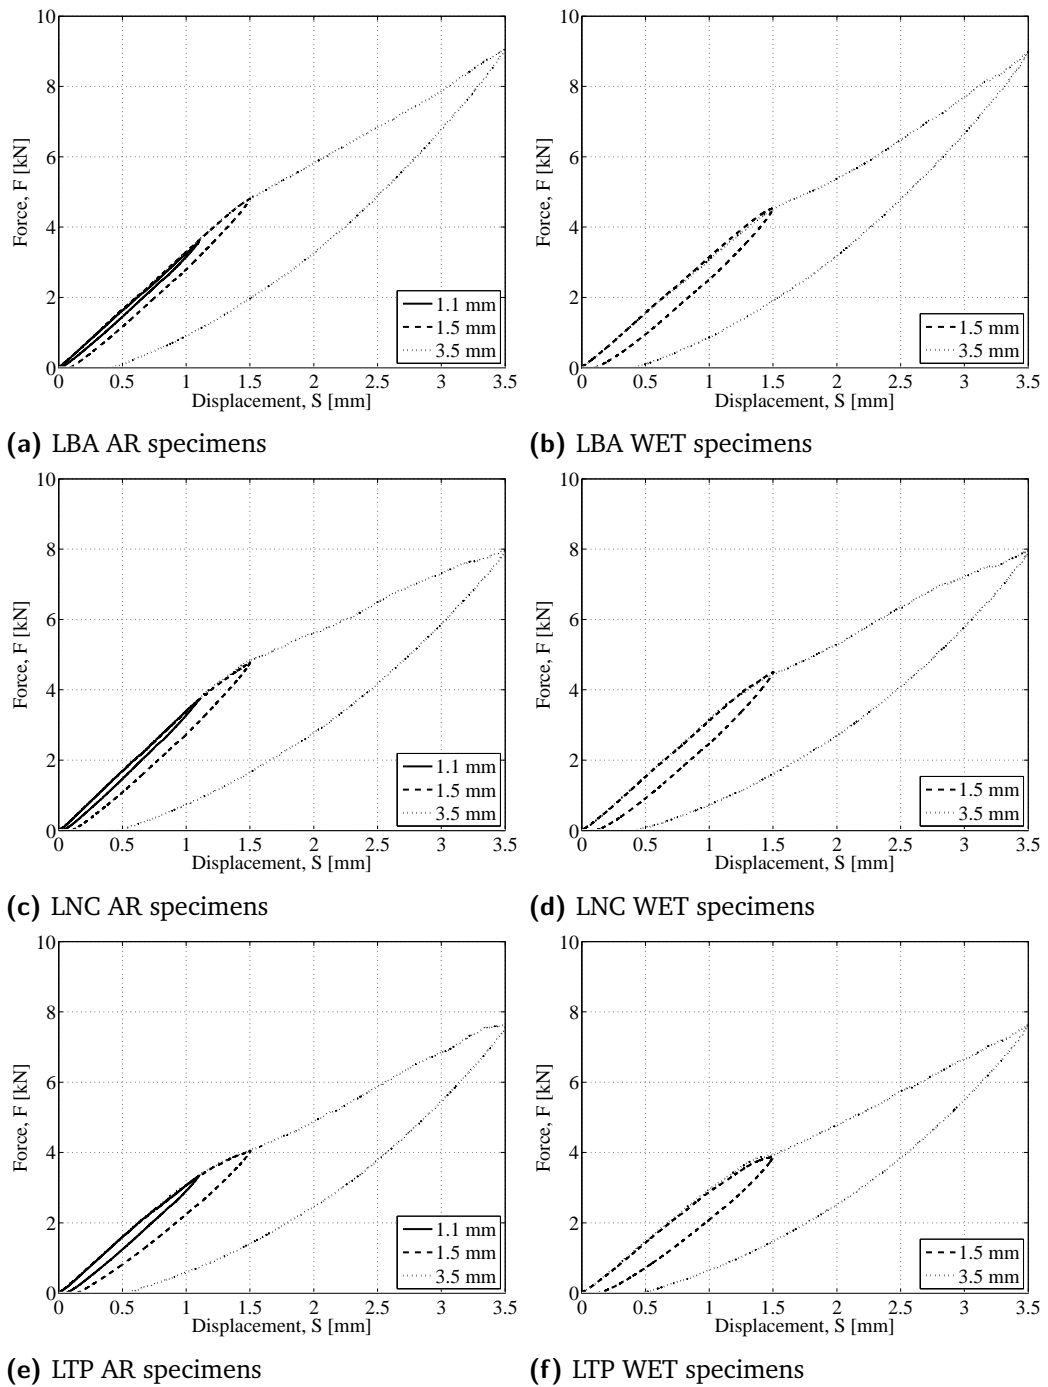 10
8
6
4
2
0
Force, F [kN]
0 0.5 1 1.5 2 2.5 3 3.5
Displacement, S [mm]
1.1 mm
1.5 mm
3.5 mm
(a) LBA AR specimens
10
8
6
4
2
0
Force, F [kN]
0 0.5 1 1.5 2 2.5 3 3.5
Displacement, S [mm]
1.5 mm
3.5 mm
(b) LBA WET specimens
10
8
6
4
2
0
Force, F [kN]
0 0.5 1 1.5 2 2.5 3 3.5
Displacement, S [mm]
1.1 mm
1.5 mm
3.5 mm
(c) LNC AR specimens
10
8
6
4
2
0
Force, F [kN]
0 0.5 1 1.5 2 2.5 3 3.5
Displacement, S [mm]
1.5 mm
3.5 mm
(d) LNC WET specimens
10
8
6
4
2
0
Force, F [kN]
0 0.5 1 1.5 2 2.5 3 3.5
Displacement, S [mm]
1.1 mm
1.5 mm
3.5 mm
(e) LTP AR specimens
10
8
6
4
2
0
Force, F [kN]
0 0.5 1 1.5 2 2.5 3 3.5
Displacement, S [mm]
1.5 mm
3.5 mm
(f) LTP WET specimens